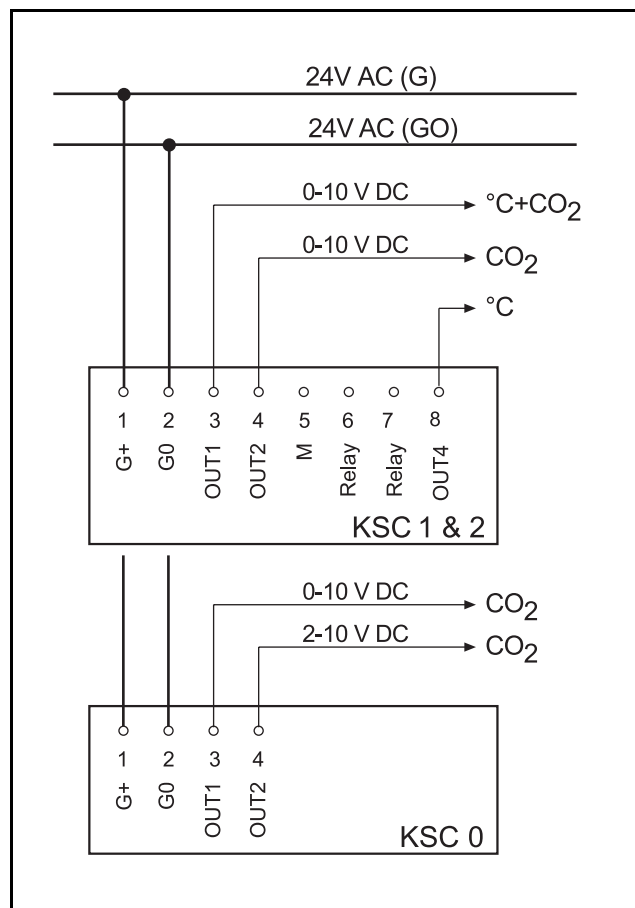 24V AC (G)
24V AC (GO)
0-10 V DC
°C+CO2
0-10 V DC
CO2
°C
1 2 3 4 5 6 7 8
G+ G0 OUT1 OUT2 M Relay Relay OUT4
KSC 1 & 2
0-10 V DC
CO2
2-10 V DC
CO2
1 2 3 4
G+ G0 OUT1 OUT2
KSC 0